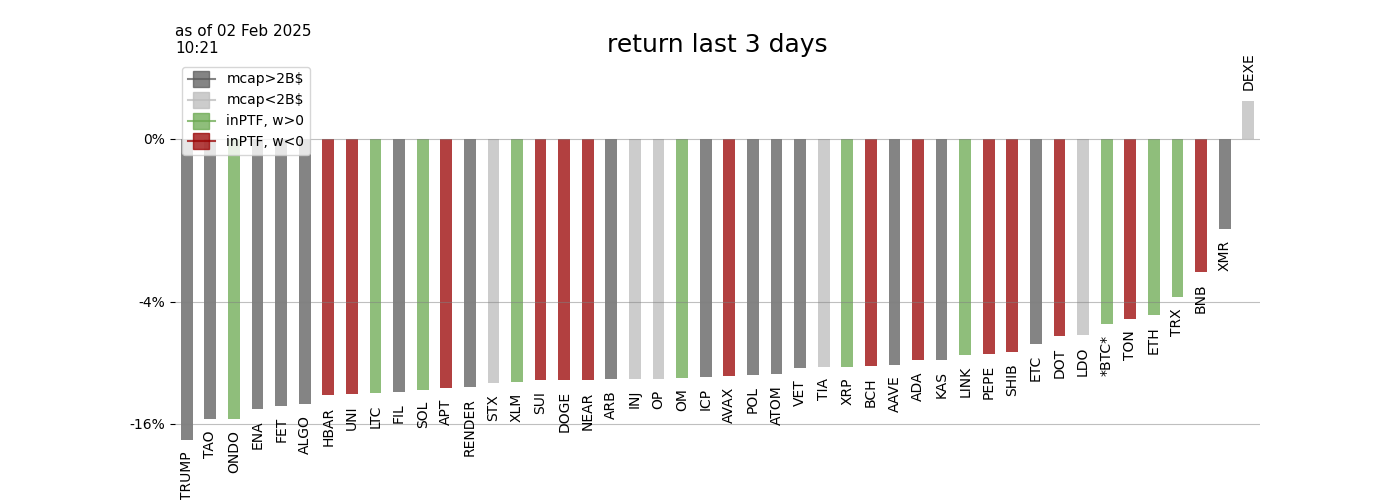 as of 02 Feb 2025
10:21
return last 3 days
mcap>2B$
mcap<2B$
inPTF, w>0
inPTF, w<0
0%
-4%
-16%
TRUMP
TAO
ONDO
ENA
FET
ALGO
HBAR
UNI
LTC
FIL
SOL
APT
RENDER
STX
XLM
SUI
DOGE
NEAR
ARB
INJ
OP
OM
ICP
AVAX
POL
ATOM
VET
TIA
XRP
BCH
AAVE
ADA
KAS
LINK
PEPE
SHIB
ETC
DOT
LDO
*BTC*
TON
ETH
TRX
BNB
XMR
DEXE